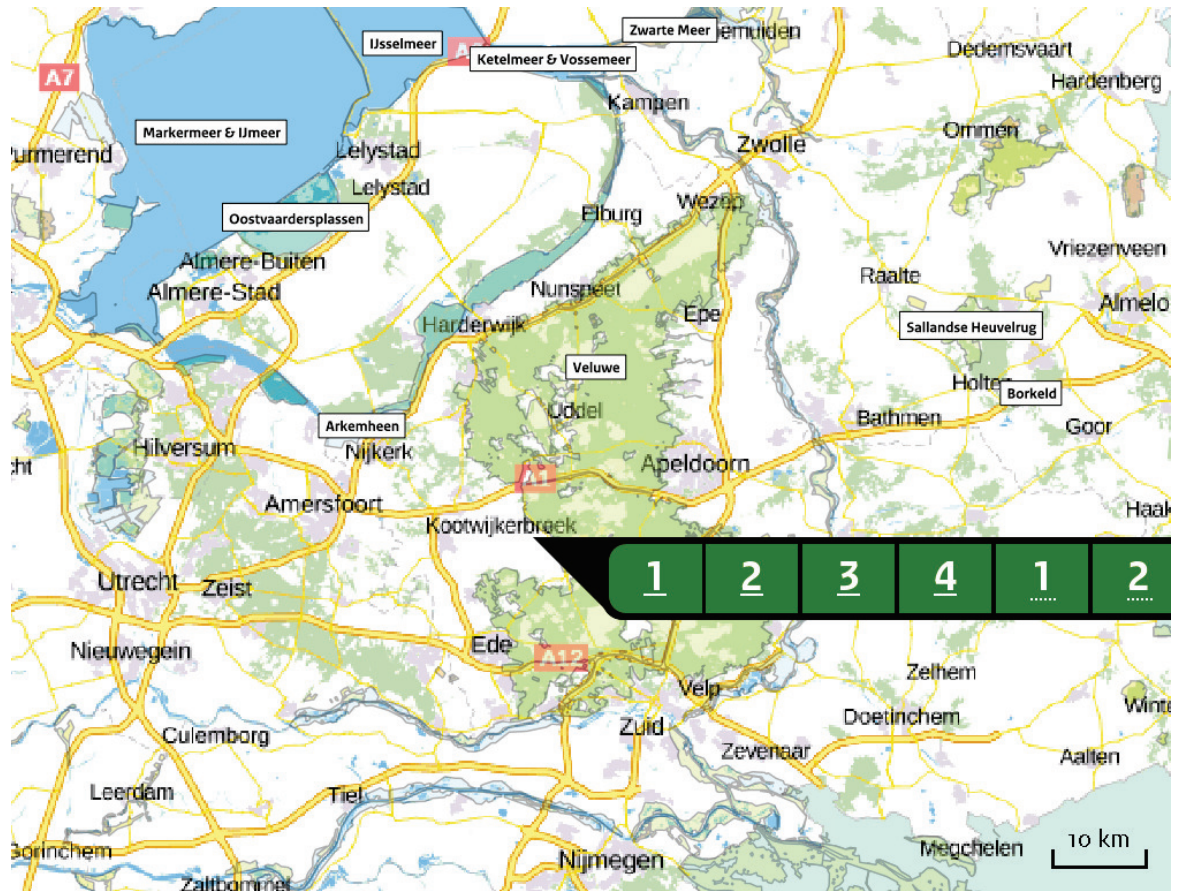 IJsselmeer
Zwarte Meer
Dedemsvaart
A7
Ketelmeer & Vossemeer
Hardenberg
Kampen
Markermeer & IJmeer
Ommen
Zwolle
Lelystad
Lelystad
Wezep
Oostvaardersplassen
Elburg
Vriezenveen
Almere-Buiten
Raalte
Almere-Stad
Nunspeet
Almelo
Epe
Harderwijk
Sallandse Heuvelrug
Veluwe
Holten
Borkeld
Uddel
Bathmen
Arkemheen
Goor
Hilversum
Nijkerk
Apeldoorn
A1
Amersfoort
Haak
Kootwijkerbroek
1 2 3 4 1 2
Utrecht
Zeist
Ede
Nieuwegein
A12
Zelhem
Velp
Winte
Doetinchem
Zuid
Culemborg
Zevenaar
Aalten
Leerdam
Tiel
10 km
Megchelen
Gorinchem
Nijmegen
Zaltbommel